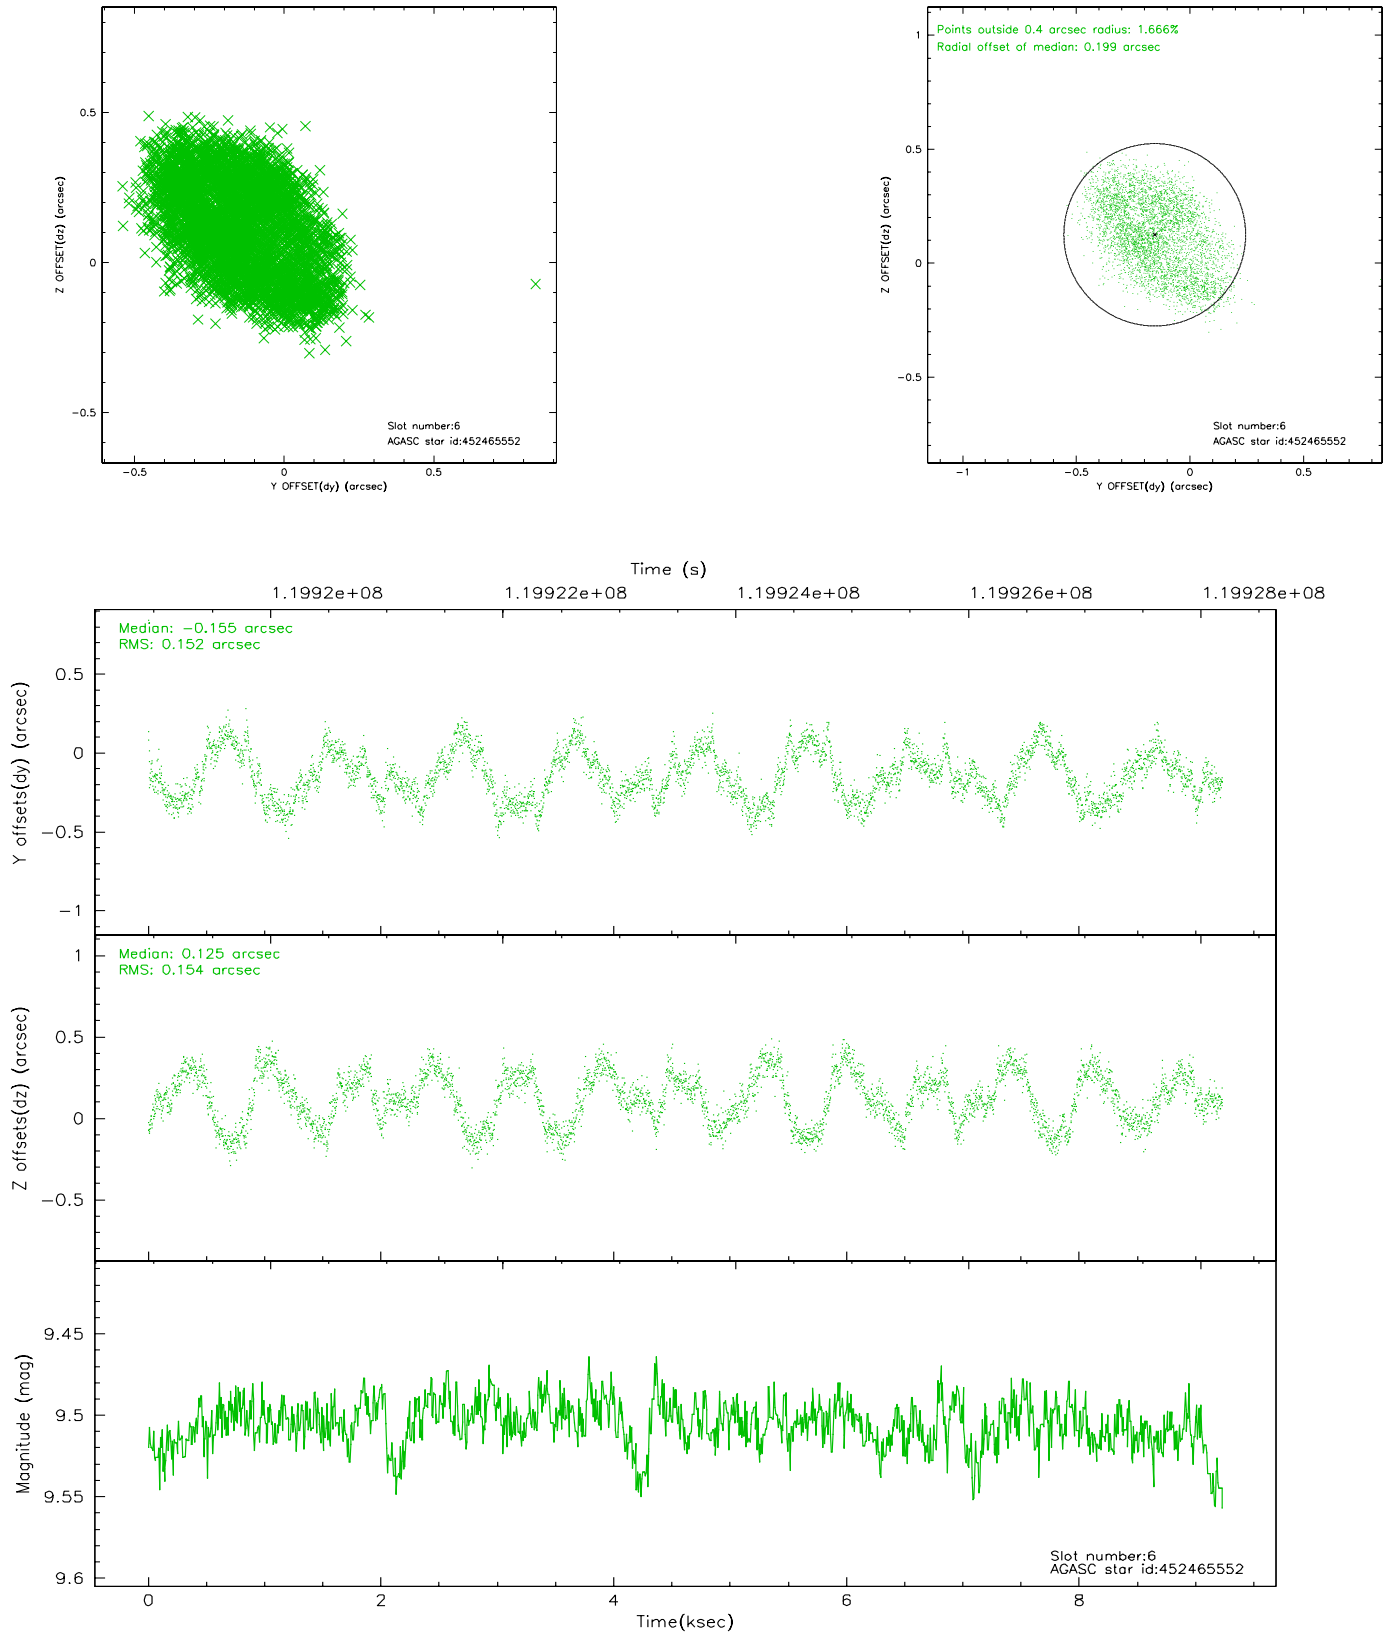 0.5
0
−0.5
Z OFFSET(dz) (arcsec)
−0.5
0
0.5
Y OFFSET(dy) (arcsec)
Slot number:6
AGASC star id:452465552
Points outside 0.4 arcsec radius: 1.666%
Radial offset of median: 0.199 arcsec
1
0.5
0
−0.5
Z OFFSET(dz) (arcsec)
−1
−0.5
0
0.5
Y OFFSET(dy) (arcsec)
Slot number:6
AGASC star id:452465552
Time (s)
1.1992e+08
1.19922e+08
1.19924e+08
1.19926e+08
1.19928e+08
Median: −0.155 arcsec
RMS: 0.152 arcsec
0.5
0
−0.5
−1
Y offsets(dy) (arcsec)
Median: 0.125 arcsec
RMS: 0.154 arcsec
1
0.5
0
−0.5
Z offsets(dz) (arcsec)
9.45
9.5
9.55
9.6
Magnitude (mag)
Slot number:6
AGASC star id:452465552
0
2
4
6
8
Time(ksec)